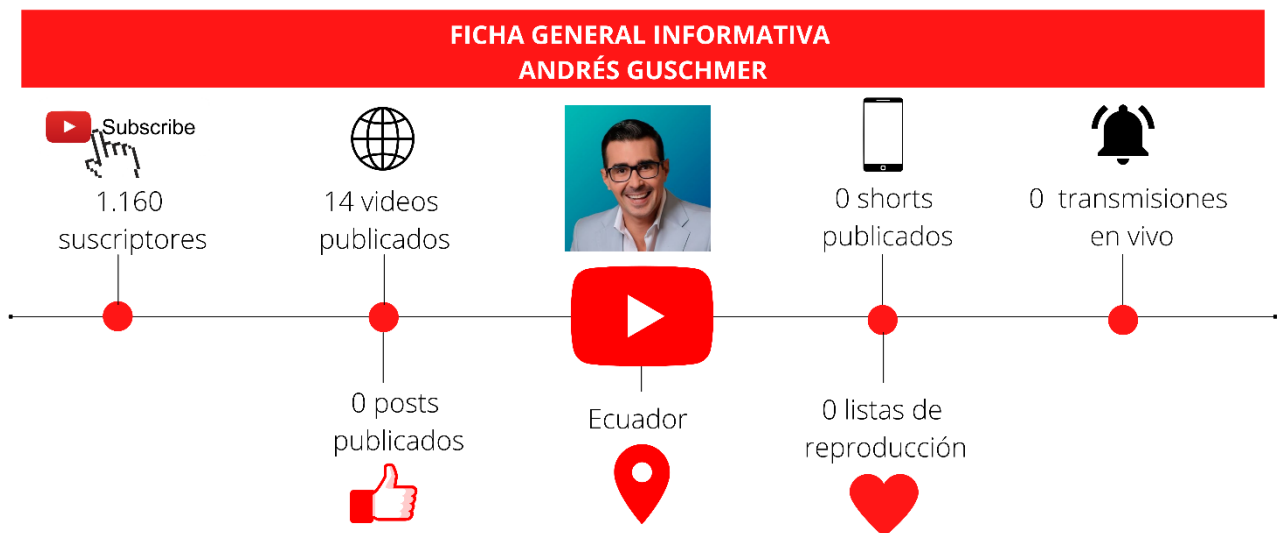 FICHA GENERAL INFORMATIVA
ANDRÉS GUSCHMER
Subscribe
1.160
suscriptores
14 videos
publicados
0 shorts
publicados
0 transmisiones
en vivo
0 posts
publicados
Ecuador
0 listas de
reproducción